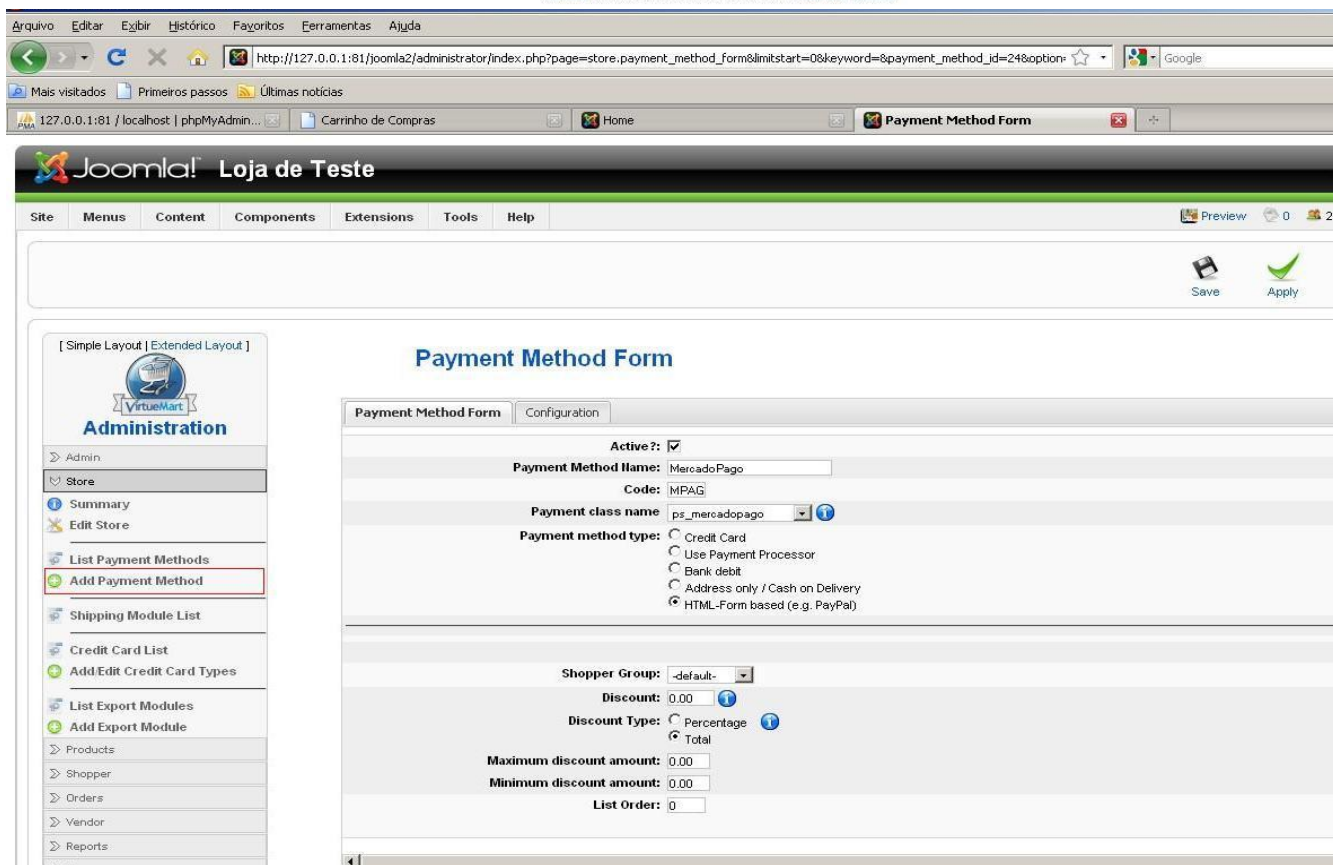 Arquivo Editar Exibir Histórico Favoritos Ferramentas Ajuda
http://127.0.0.1:81/joomla2/administrator/index.php?page=store.payment_method_form&limitstart=0&keyword=&payment_method_id=24&option=
Google
Mais visitados Primeiros passos Últimas notícias
127.0.0.1:81 / localhost | phpMyAdmin... Carrinho de Compras Home Payment Method Form
Joomla! Loja de Teste
Site Menus Content Components Extensions Tools Help Preview 0 2
Save Apply
[ Simple Layout | Extended Layout ]
VirtueMart
Administration
Admin
Store
Summary
Edit Store
List Payment Methods
Add Payment Method
Shipping Module List
Credit Card List
Add/Edit Credit Card Types
List Export Modules
Add Export Module
Products
Shopper
Orders
Vendor
Reports
Payment Method Form
Payment Method Form Configuration
Active?:
Payment Method Name: MercadoPago
Code: MPAG
Payment class name ps_mercadopago
Payment method type: Credit Card
Use Payment Processor
Bank debit
Address only / Cash on Delivery
HTML-Form based (e.g. PayPal)
Shopper Group: -default-
Discount: 0.00
Discount Type: Percentage
Total
Maximum discount amount: 0.00
Minimum discount amount: 0.00
List Order: 0